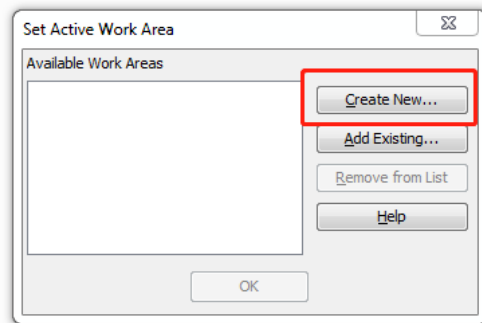 Set Active Work Area
Available Work Areas
Create New...
Add Existing...
Remove from List
Help
OK